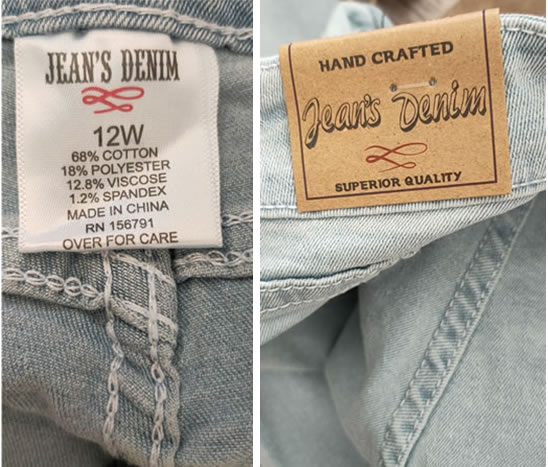 JEAN'S DENIM
12W
68% COTTON
18% POLYESTER
12.8% VISCOSE
1.2% SPANDEX
MADE IN CHINA
RN 156791
OVER FOR CARE
HAND CRAFTED
Jean's Denim
SUPERIOR QUALITY